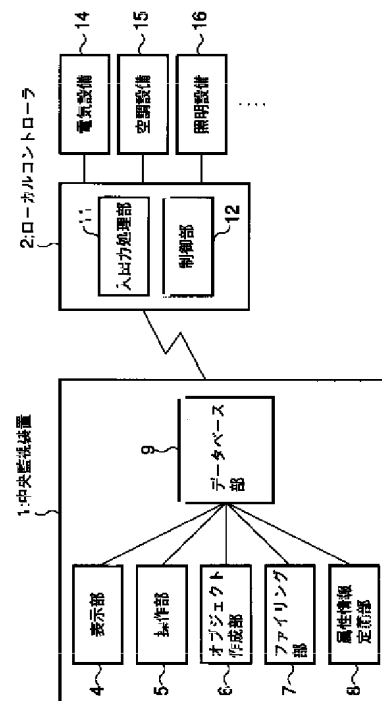 1:中央監視装置
4
表示部
5
操作部
6
オブジェクト
作成部
7
ファイリング
部
8
属性情報
定義部
9
データベース
部
2:ローカルコントローラ
11
入出力処理部
12
制御部
電気設備
14
空調設備
15
照明設備
16